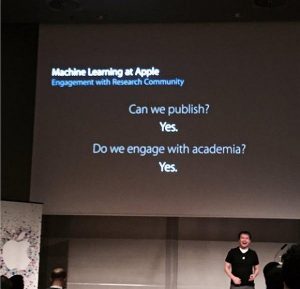 Machine Learning at Apple
Engagement with Research Community
Can we publish?
Yes.
Do we engage with academia?
Yes.